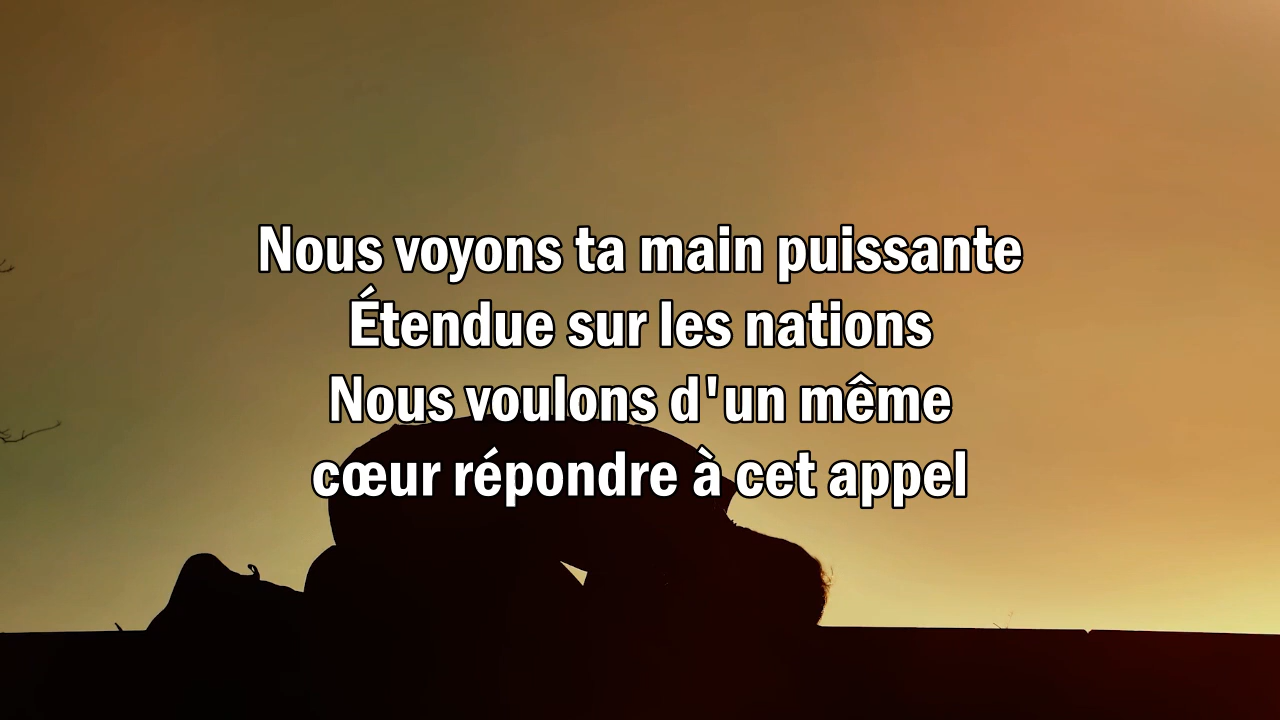 Nous voyons ta main puissante
Étendue sur les nations
Nous voulons d'un même
cœur répondre à cet appel